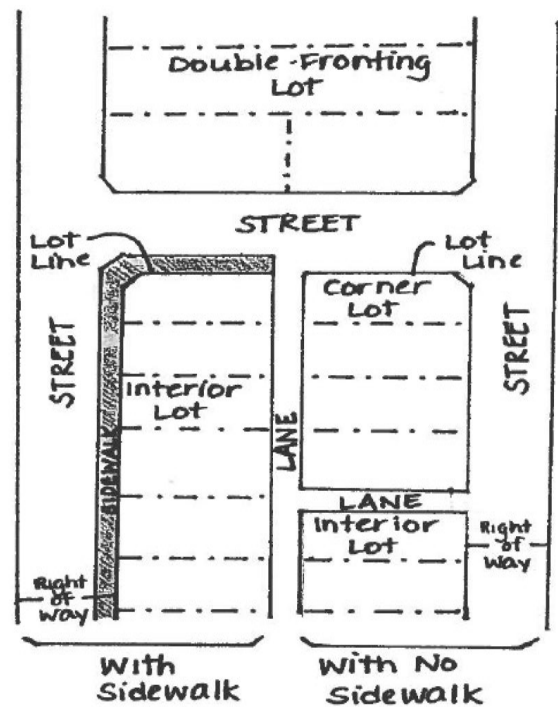 Double-Fronting
Lot
STREET
Lot
Line
Lot
Line
Corner
Lot
STREET
STREET
Interior
Lot
SIDEWALK
LANE
LANE
Interior
Lot
Right
of
Way
Right
of
Way
With
Sidewalk
With No
Sidewalk